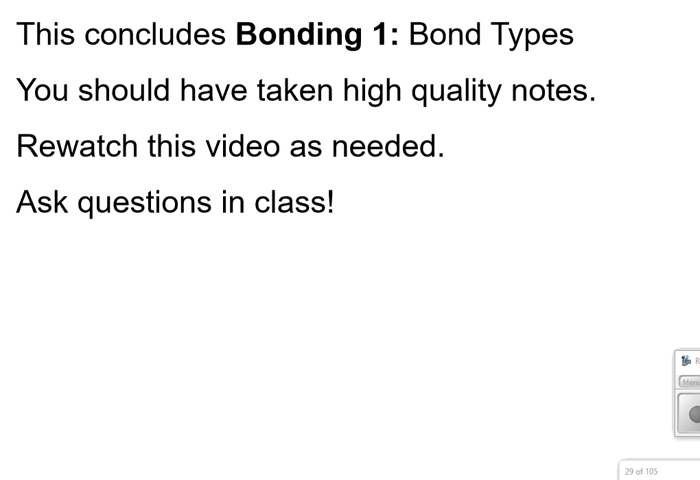 This concludes Bonding 1: Bond Types
You should have taken high quality notes.
Rewatch this video as needed.
Ask questions in class!
R
Menu
29 of 105